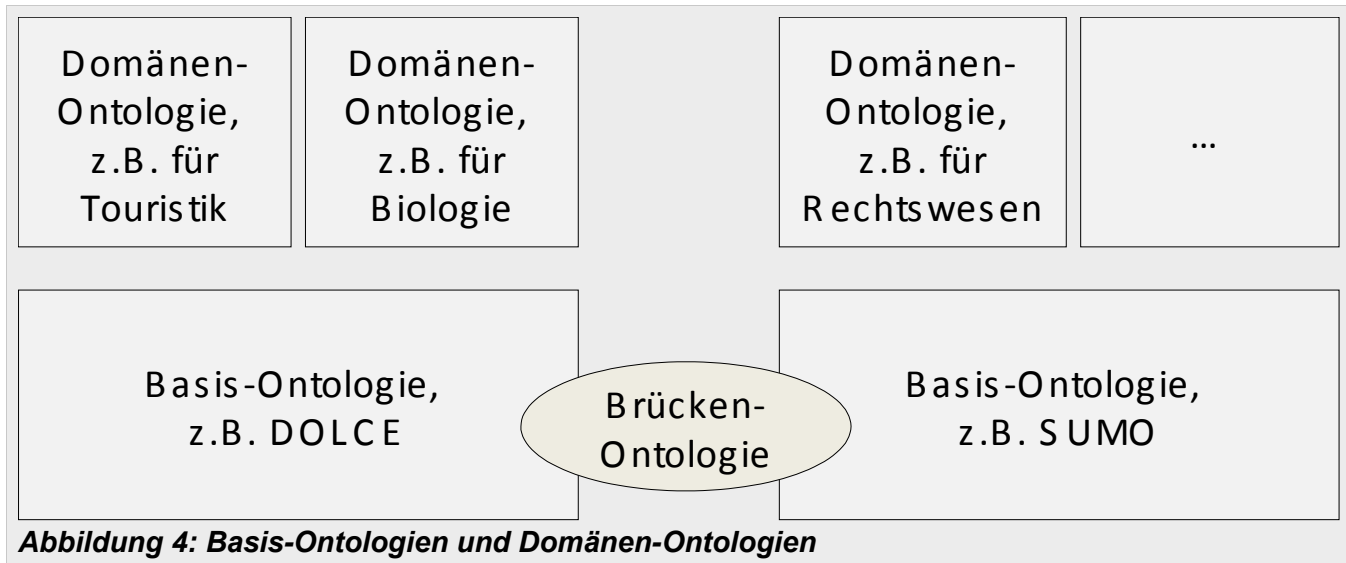 Domänen-
Ontologie,
z.B. für
Touristik
Domänen-
Ontologie,
z.B. für
Biologie
Domänen-
Ontologie,
z.B. für
Rechtswesen
...
Basis-Ontologie,
z.B. DOLCE
Brücken-
Ontologie
Basis-Ontologie,
z.B. SUMO
Abbildung 4: Basis-Ontologien und Domänen-Ontologien